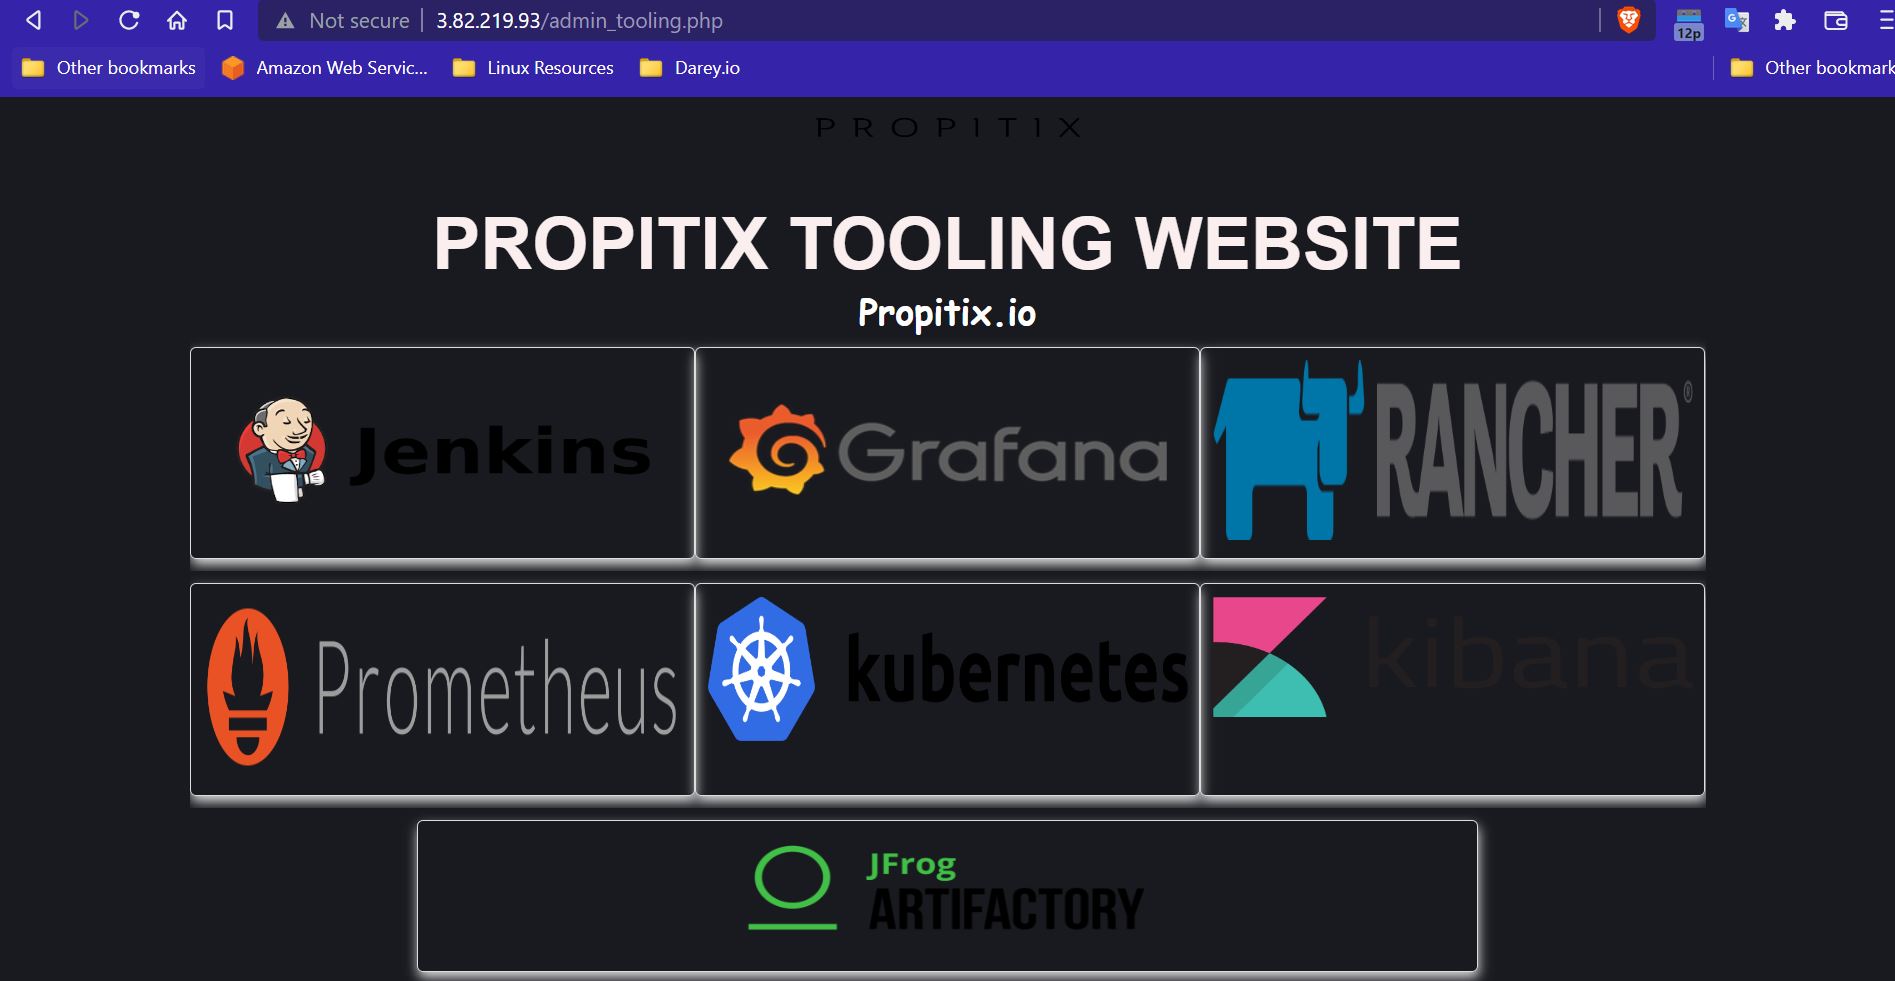 Not secure 3.82.219.93/admin_tooling.php
12p
Other bookmarks Amazon Web Servic... Linux Resources Darey.io Other bookmark
PROPITIX
PROPITIX TOOLING WEBSITE
Propitix.io
Jenkins Grafana RANCHER®
Prometheus kubernetes kibana
JFrog
ARTIFACTORY